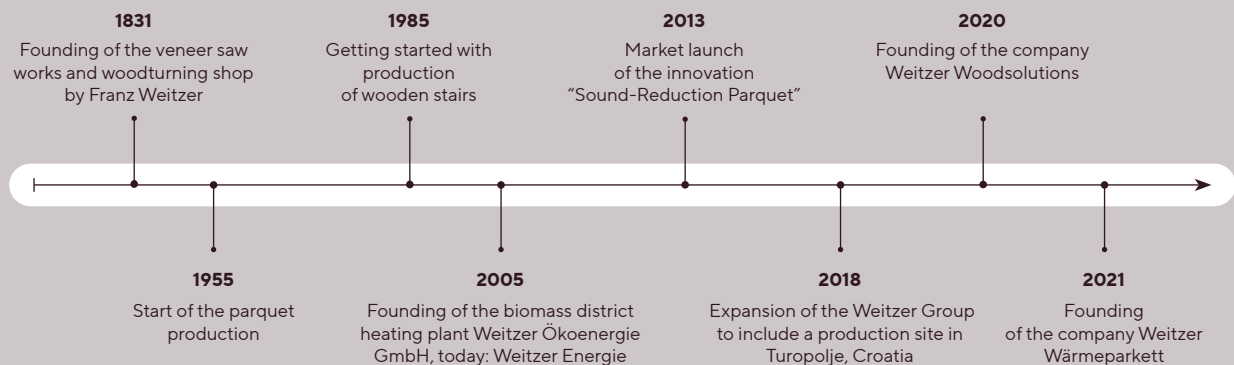 1831
Founding of the veneer saw
works and woodturning shop
by Franz Weitzer
1985
Getting started with
production
of wooden stairs
2013
Market launch
of the innovation
“Sound-Reduction Parquet”
2020
Founding of the company
Weitzer Woodsolutions
1955
Start of the parquet
production
2005
Founding of the biomass district
heating plant Weitzer Ökoenergie
GmbH, today: Weitzer Energie
2018
Expansion of the Weitzer Group
to include a production site in
Turopolje, Croatia
2021
Founding
of the company Weitzer
Wärmeparkett